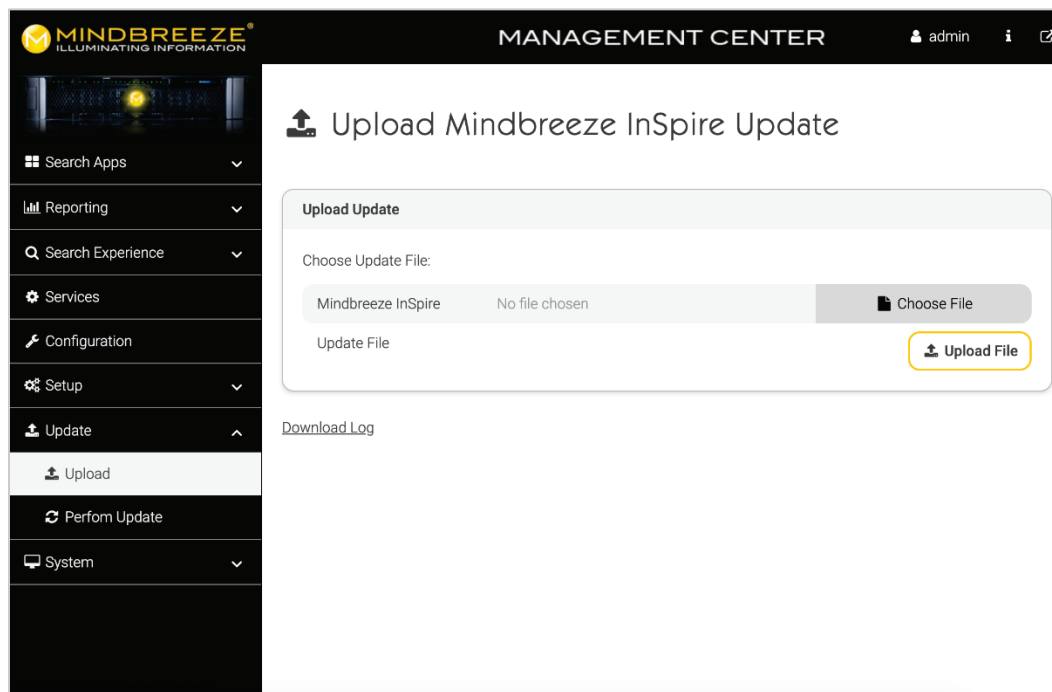 MINDBREEZE®
ILLUMINATING INFORMATION
MANAGEMENT CENTER
admin
Search Apps
Reporting
Search Experience
Services
Configuration
Setup
Update
Upload
Perfom Update
System
Upload Mindbreeze InSpire Update
Upload Update
Choose Update File:
Mindbreeze InSpire No file chosen Choose File
Update File
Upload File
Download Log